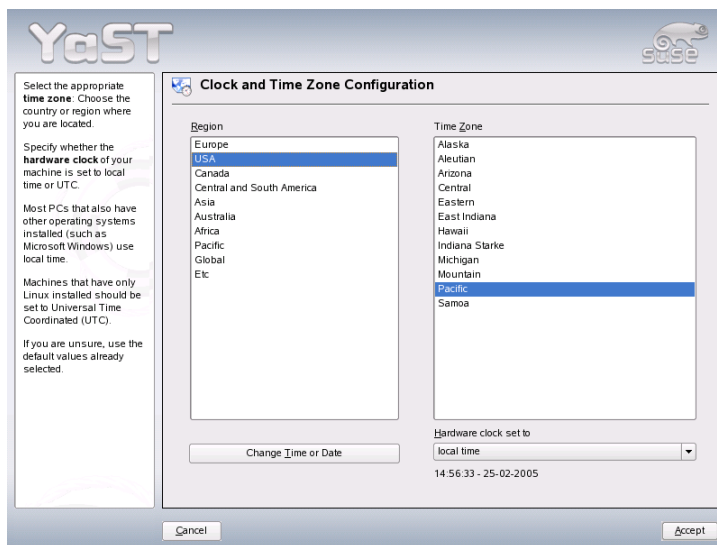 YaST
SUSE
Select the appropriate
time zone: Choose the
country or region where
you are located.
Specify whether the
hardware clock of your
machine is set to local
time or UTC.
Most PCs that also have
other operating systems
installed (such as
Microsoft Windows) use
local time.
Machines that have only
Linux installed should be
set to Universal Time
Coordinated (UTC).
If you are unsure, use the
default values already
selected.
Clock and Time Zone Configuration
Region
Europe
USA
Canada
Central and South America
Asia
Australia
Africa
Pacific
Global
Etc
Change Time or Date
Time Zone
Alaska
Aleutian
Arizona
Central
Eastern
East Indiana
Hawaii
Indiana Starke
Michigan
Mountain
Pacific
Samoa
Hardware clock set to
local time
14:56:33 - 25-02-2005
Cancel
Accept